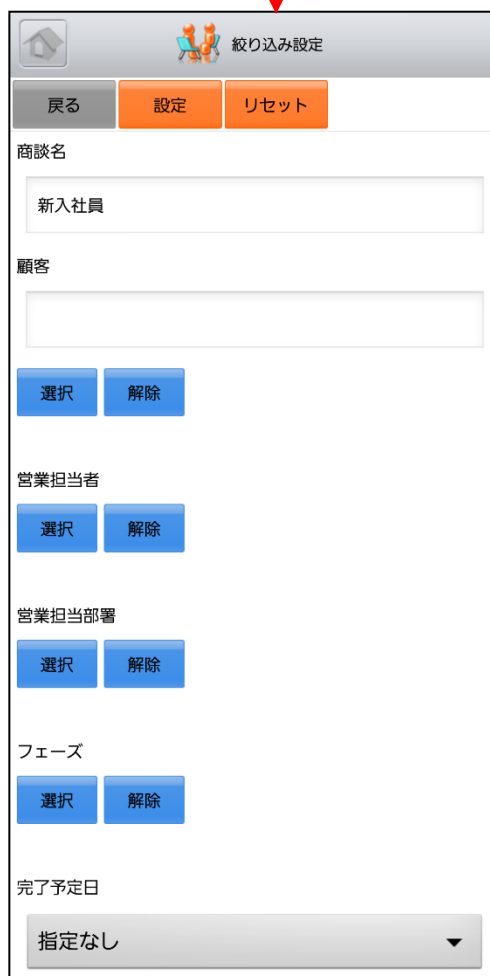 絞り込み設定
戻る 設定 リセット
商談名
新入社員
顧客
選択 解除
営業担当者
選択 解除
営業担当部署
選択 解除
フェーズ
選択 解除
完了予定日
指定なし